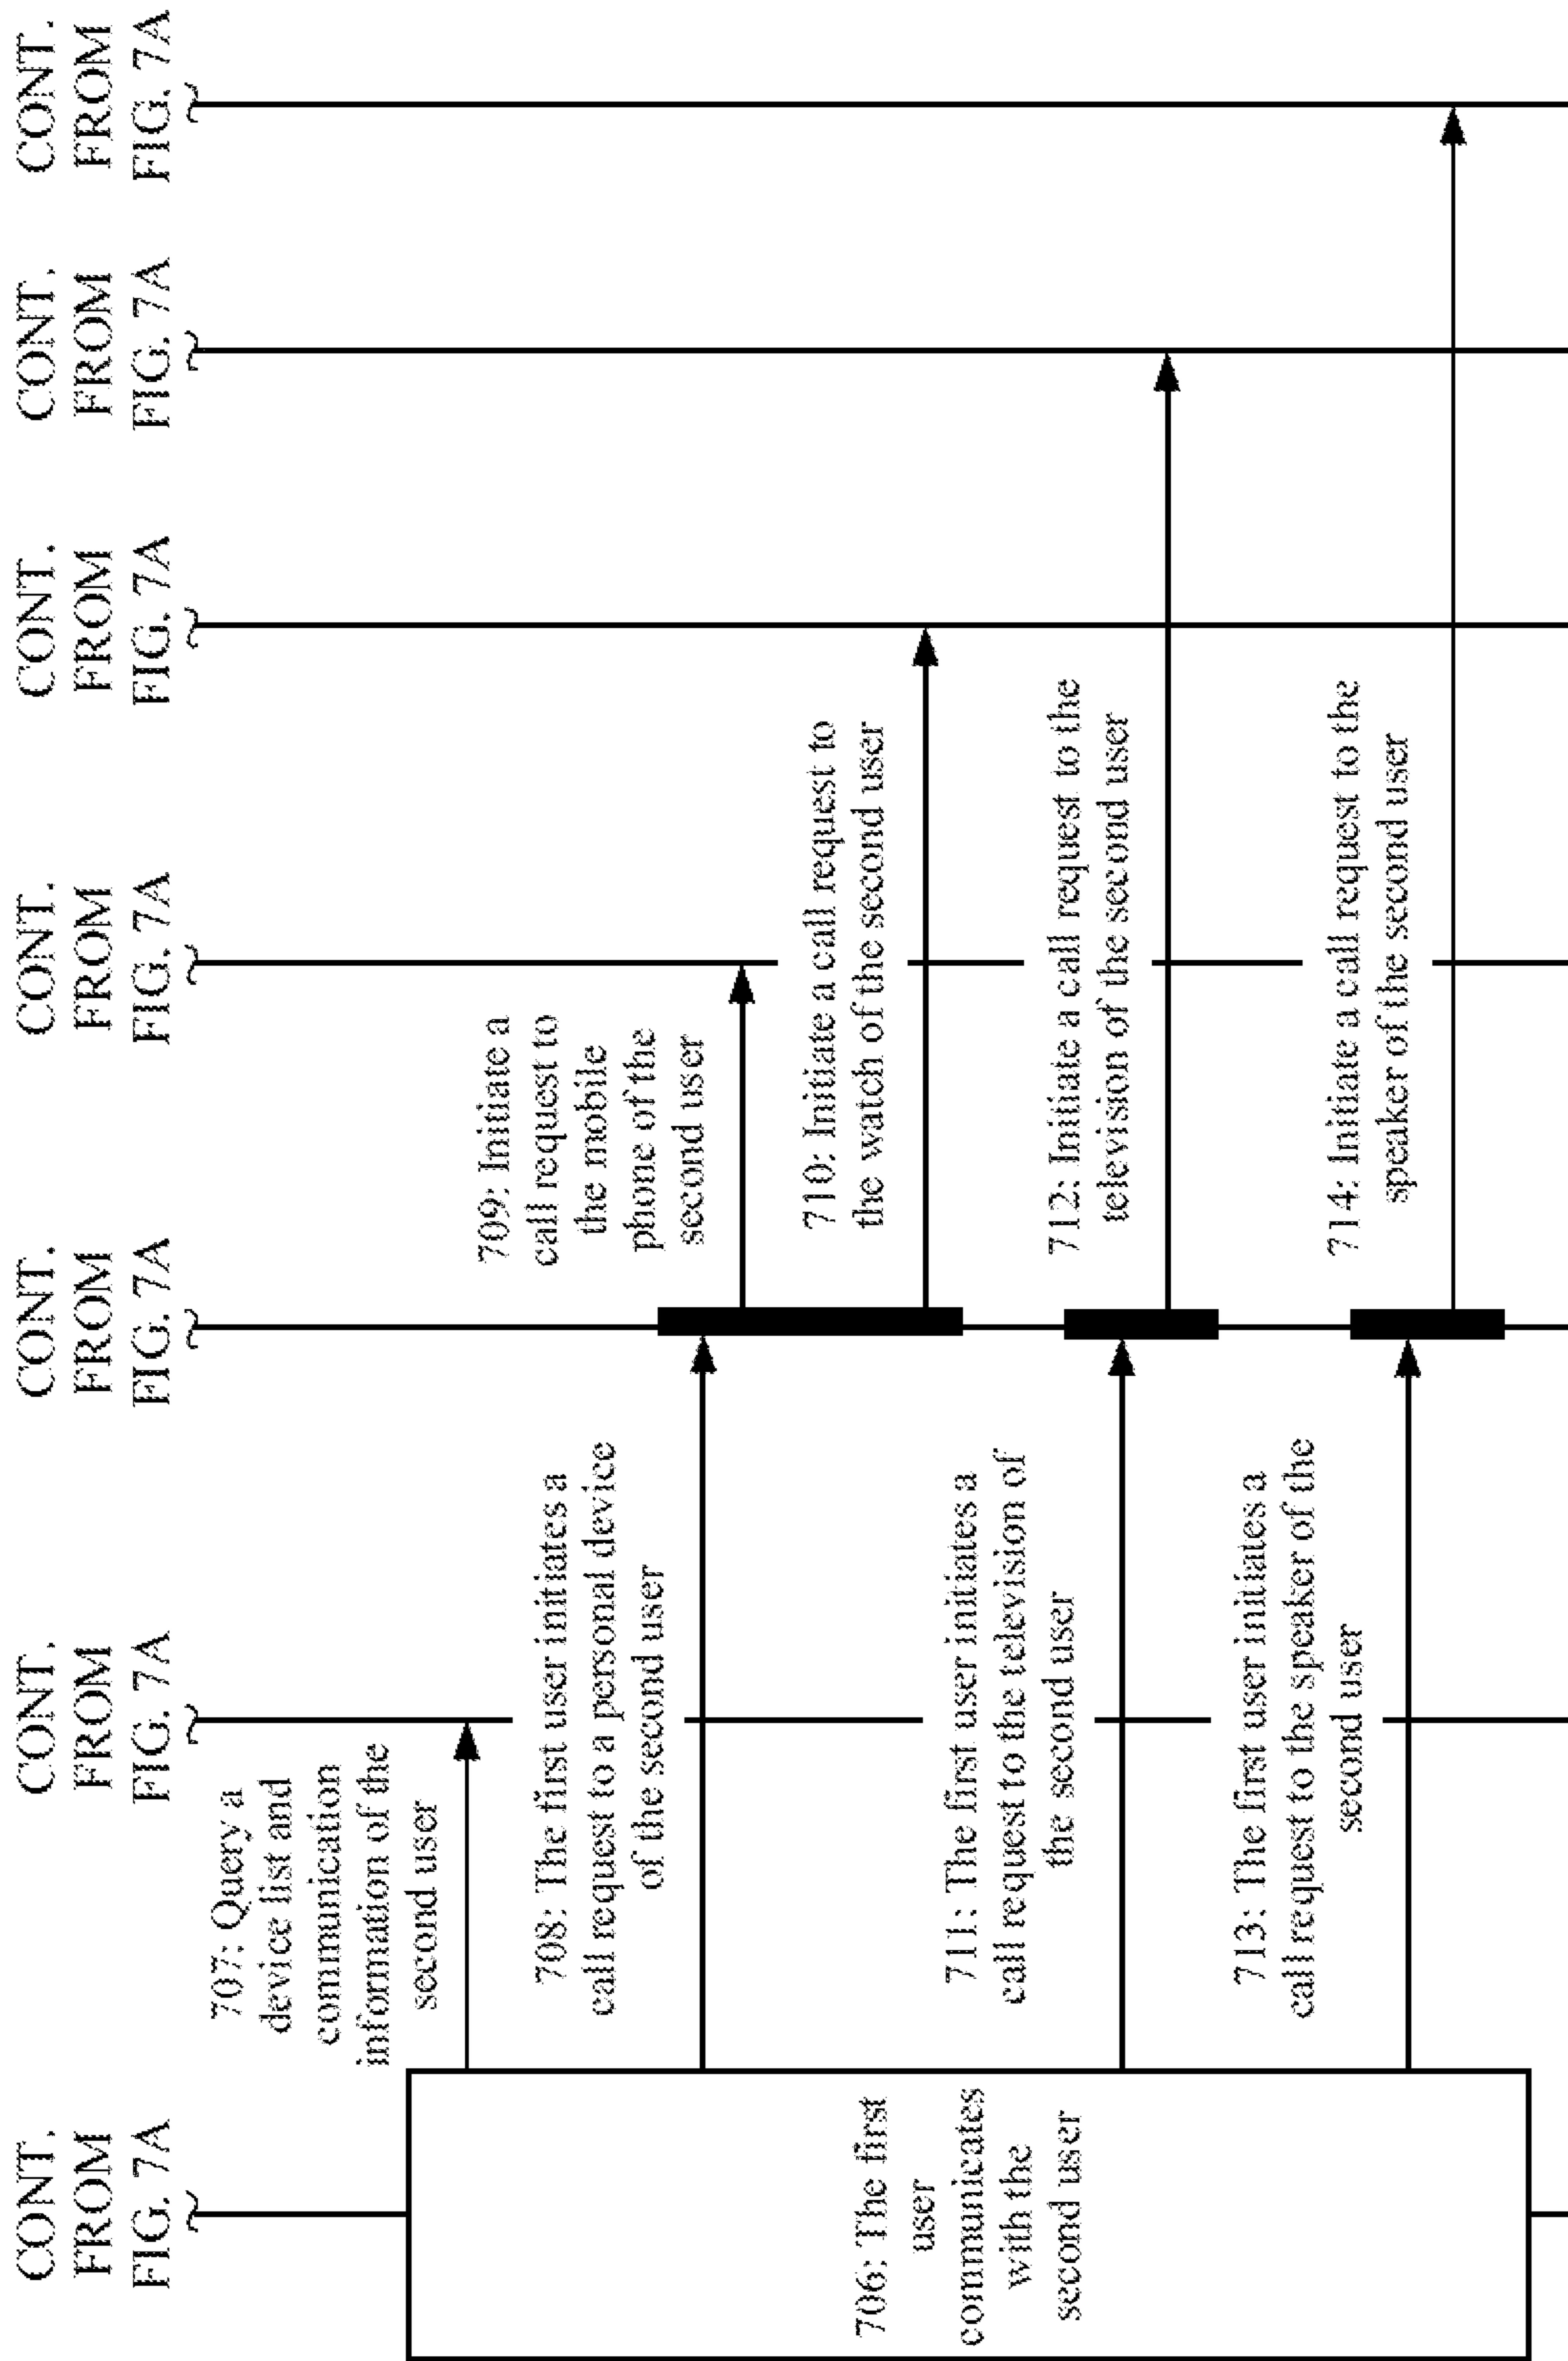 CONT.
FROM
FIG. 7A
CONT.
FROM
FIG. 7A
CONT.
FROM
FIG. 7A
CONT.
FROM
FIG. 7A
CONT.
FROM
FIG. 7A
CONT.
FROM
FIG. 7A
CONT.
FROM
FIG. 7A
706: The first
user
communicates
with the
second user
707: Query a
device list and
communication
information of the
second user
708: The first user initiates a
call request to a personal device
of the second user
709: Initiate a
call request to
the mobile
phone of the
second user
710: Initiate a call request to
the watch of the second user
711: The first user initiates a
call request to the television of
the second user
712: Initiate a call request to the
television of the second user
713: The first user initiates a
call request to the speaker of the
second user
714: Initiate a call request to the
speaker of the second user